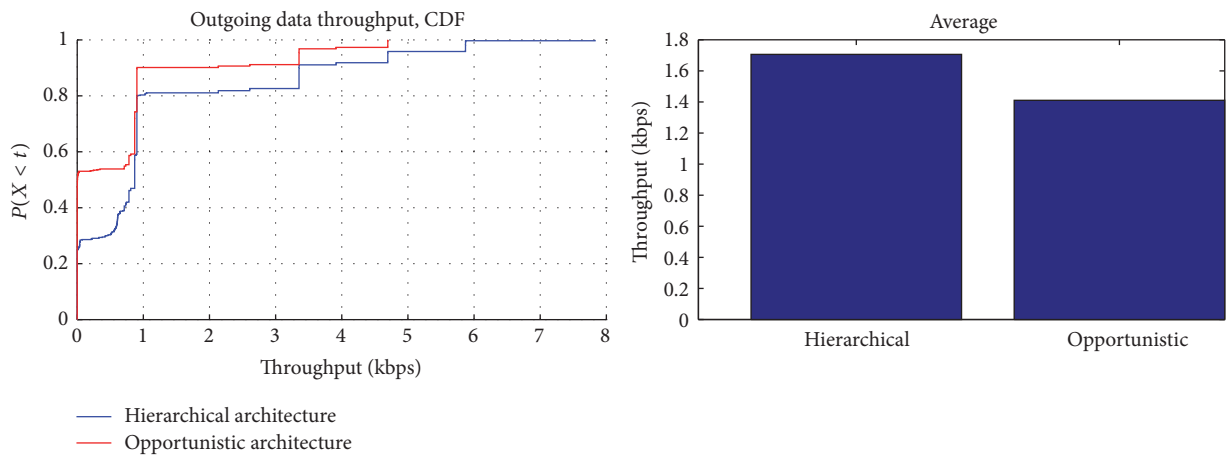 Outgoing data throughput, CDF
P(X < t)
1
0.8
0.6
0.4
0.2
0
0 1 2 3 4 5 6 7 8
Throughput (kbps)
Hierarchical architecture
Opportunistic architecture
Average
Throughput (kbps)
1.8
1.6
1.4
1.2
1
0.8
0.6
0.4
0.2
0
Hierarchical Opportunistic